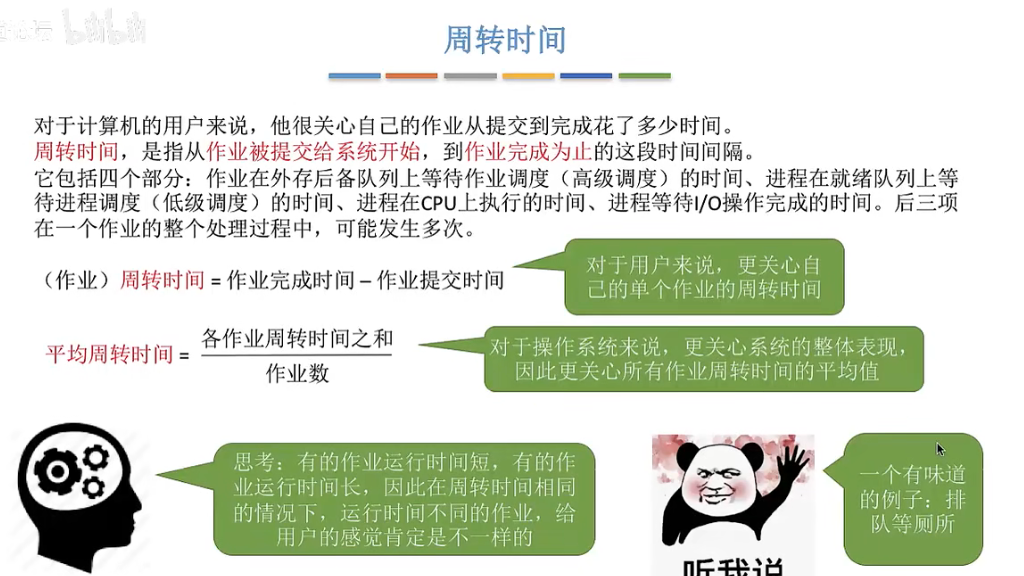 bilibili
周转时间
对于计算机的用户来说，他很关心自己的作业从提交到完成花了多少时间。
周转时间，是指从作业被提交给系统开始，到作业完成为止的这段时间间隔。
它包括四个部分：作业在外存后备队列上等待作业调度（高级调度）的时间、进程在就绪队列上等
待进程调度（低级调度）的时间、进程在CPU上执行的时间、进程等待I/O操作完成的时间。后三项
在一个作业的整个处理过程中，可能发生多次。
（作业）周转时间 = 作业完成时间 – 作业提交时间
对于用户来说，更关心自
己的单个作业的周转时间
平均周转时间 =
各作业周转时间之和
作业数
对于操作系统来说，更关心系统的整体表现，
因此更关心所有作业周转时间的平均值
思考：有的作业运行时间短，有的作
业运行时间长，因此在周转时间相同
的情况下，运行时间不同的作业，给
用户的感觉肯定是不一样的
听我说
一个有味道
的例子：排
队等厕所